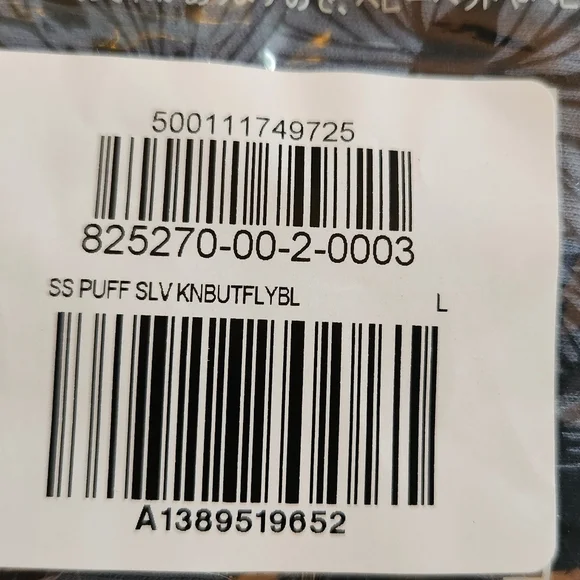 500111749725
825270-00-2-0003
SS PUFF SLV KNBUTFLYBL L
A1389519652